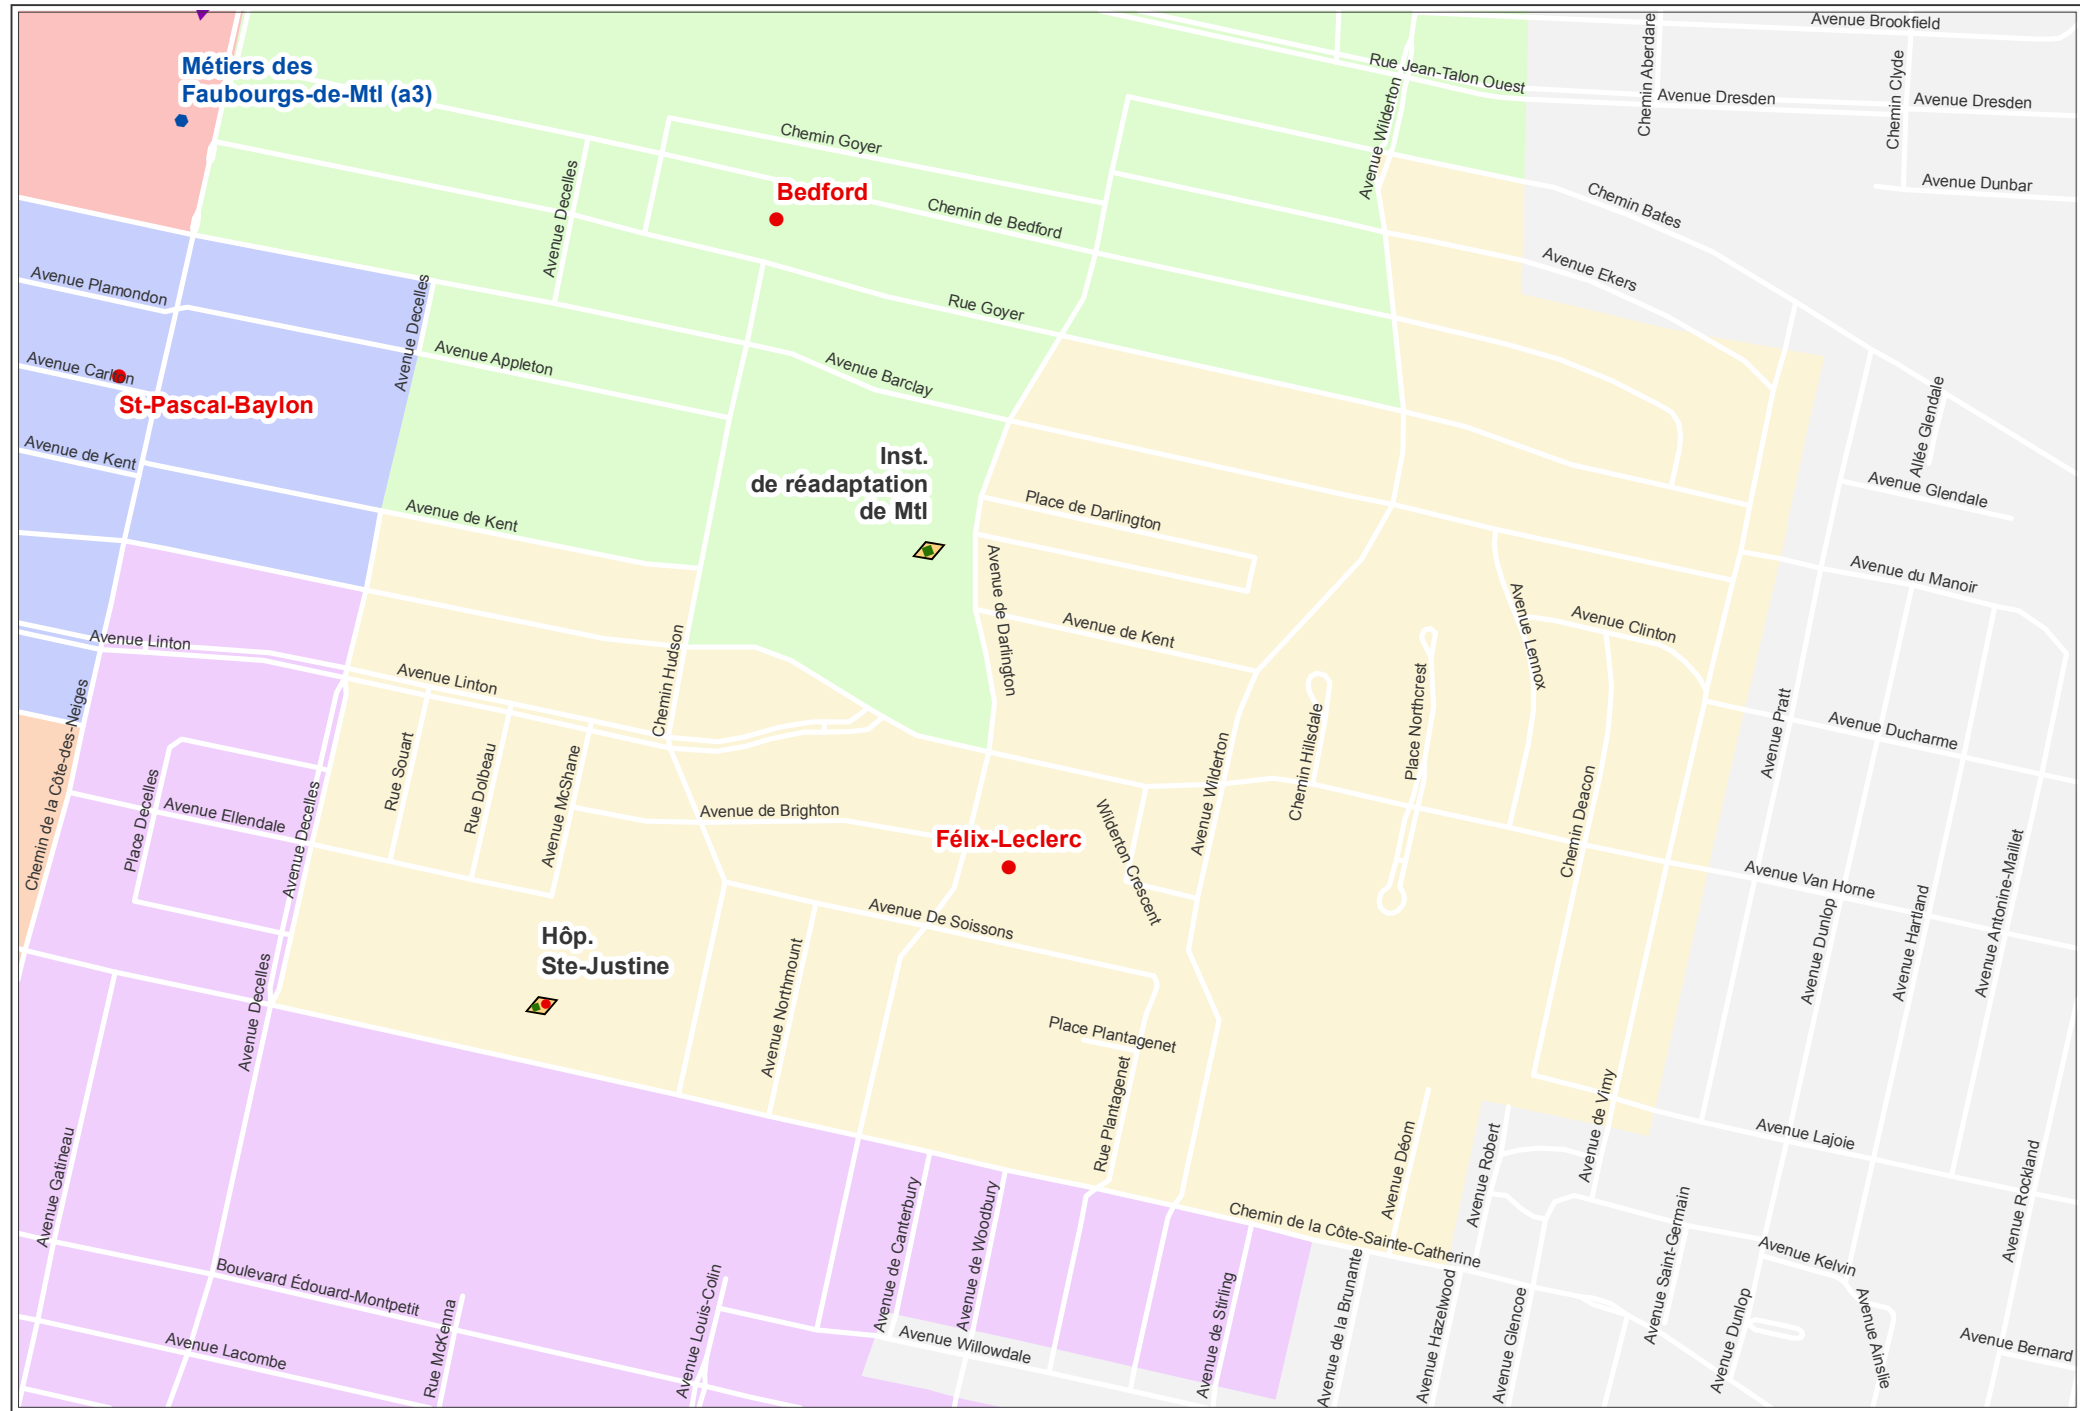 Avenue Brookfield
Rue Jean-Talon Ouest
Chemin Aberdare
Chemin Clyde
Métiers des
Faubourgs-de-Mtl (a3)
Avenue Wilderton
Avenue Dresden
Avenue Dresden
Chemin Goyer
Avenue Decelles
Bedford
Chemin de Bedford
Chemin Bates
Avenue Dunbar
Avenue Plamondon
Avenue Decelles
Avenue Ekers
Rue Goyer
Avenue Carlton
St-Pascal-Baylon
Avenue Appleton
Avenue Barclay
Allée Glendale
Avenue de Kent
Inst.
de réadaptation
de Mtl
Avenue Glendale
Avenue de Kent
Place de Darlington
Avenue de Darlington
Avenue du Manoir
Avenue Linton
Avenue Linton
Chemin Hudson
Avenue de Kent
Avenue Lennox
Avenue Clinton
Chemin de la Côte-des-Neiges
Place Northcrest
Chemin Hillsdale
Avenue Pratt
Avenue Ducharme
Rue Souart
Rue Dolbeau
Avenue McShane
Avenue Wilderton
Place Decelles
Avenue Ellendale
Avenue Decelles
Avenue de Brighton
Félix-Leclerc
Wilderton Crescent
Chemin Deacon
Avenue Van Horne
Avenue Dunlop
Avenue Hartland
Avenue Antonine-Maillet
Avenue De Soissons
Hôp.
Ste-Justine
Avenue Northmount
Avenue Decelles
Place Plantagenet
Rue Plantagenet
Avenue de Vimy
Avenue Déom
Avenue Robert
Avenue Lajoie
Avenue Gatineau
Avenue Rockland
Avenue de Canterbury
Avenue de Woodbury
Chemin de la Côte-Sainte-Catherine
Avenue Saint-Germain
Avenue Kelvin
Boulevard Édouard-Montpetit
Avenue Louis-Colin
Rue McKenna
Avenue de Stirling
Avenue de la Brunante
Avenue Hazelwood
Avenue Glencoe
Avenue Dunlop
Avenue Ainslie
Avenue Lacombe
Avenue Willowdale
Avenue Bernard